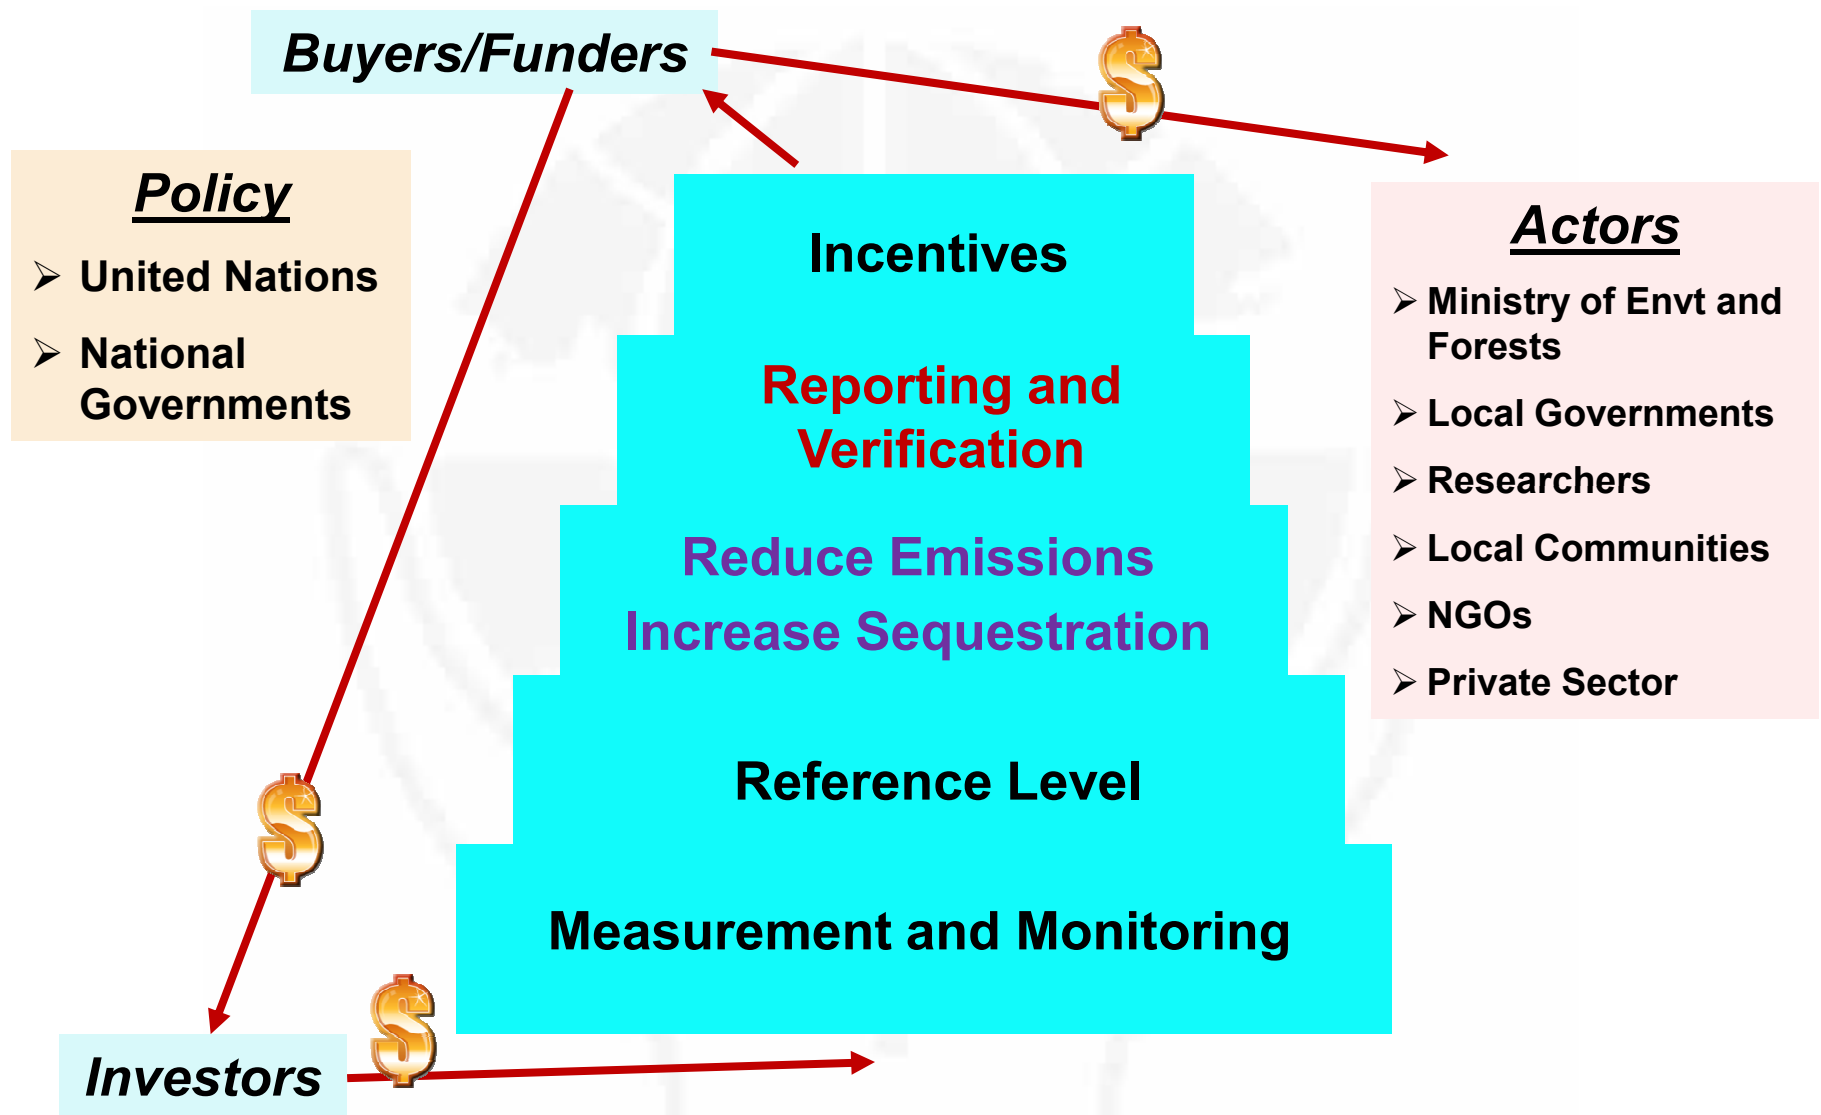 Buyers/Funders
Policy
➢ United Nations
➢ National
Governments
Incentives
Reporting and
Verification
Reduce Emissions
Increase Sequestration
Reference Level
Measurement and Monitoring
Actors
➢ Ministry of Envt and
Forests
➢ Local Governments
➢ Researchers
➢ Local Communities
➢ NGOs
➢ Private Sector
$
$
$
Investors